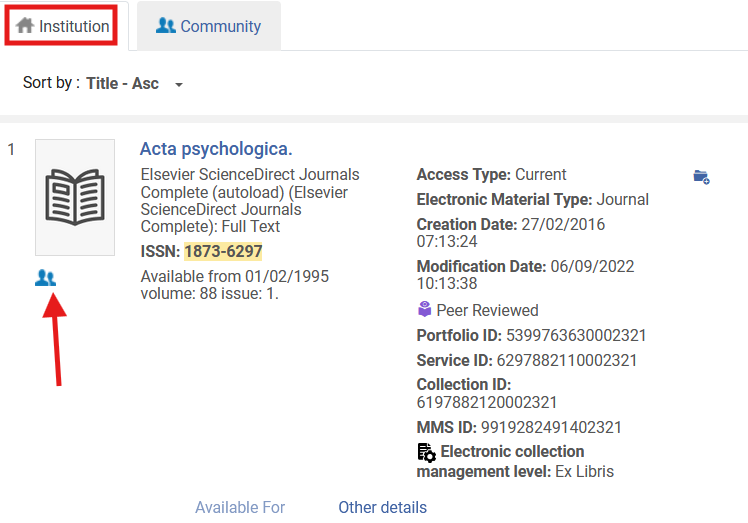 Institution
Community
Sort by : Title - Asc
1
Acta psychologica.
Elsevier ScienceDirect Journals
Complete (autoload) (Elsevier
ScienceDirect Journals
Complete): Full Text
ISSN: 1873-6297
Available from 01/02/1995
volume: 88 issue: 1.
Access Type: Current
Electronic Material Type: Journal
Creation Date: 27/02/2016
07:13:24
Modification Date: 06/09/2022
10:13:38
Peer Reviewed
Portfolio ID: 5399763630002321
Service ID: 6297882110002321
Collection ID:
6197882120002321
MMS ID: 9919282491402321
Electronic collection
management level: Ex Libris
Available For
Other details